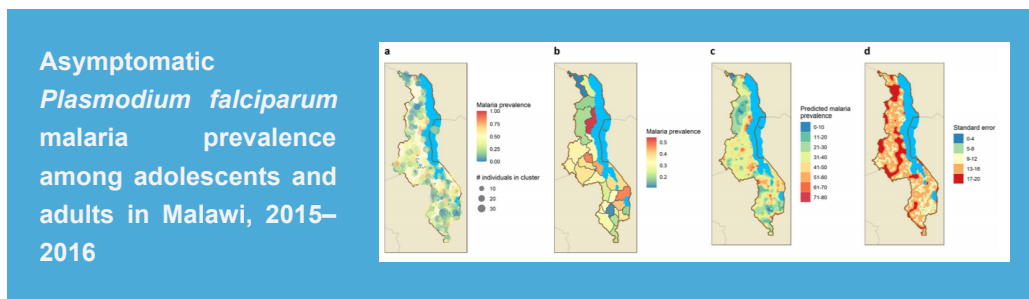 Asymptomatic
Plasmodium falciparum
malaria prevalence
among adolescents and
adults in Malawi, 2015–
2016
a
Malaria prevalence
1.00
0.75
0.50
0.25
0.00
# individuals in cluster
10
20
30
b
Malaria prevalence
0.5
0.4
0.3
0.2
c
Predicted malaria
prevalence
0-10
11-20
21-30
31-40
41-50
51-60
61-70
71-80
d
Standard error
0-4
5-8
9-12
13-16
17-20